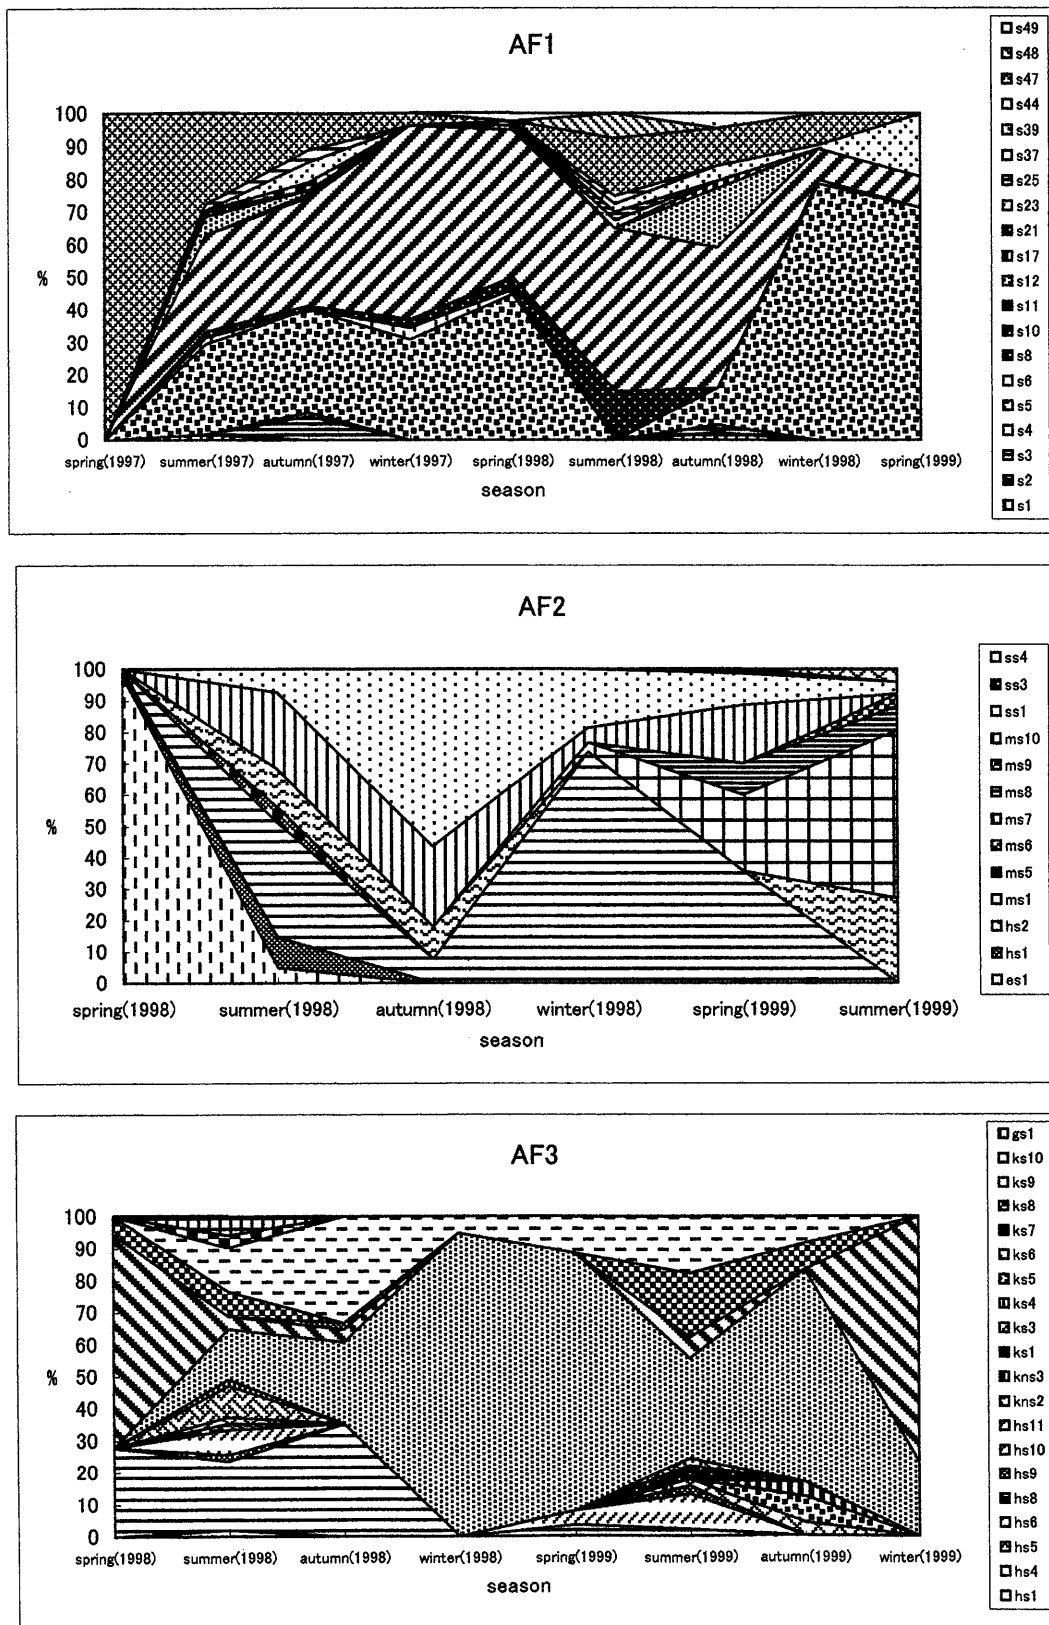 AF1
100
90
80
70
60
50
40
30
20
10
0
%
spring(1997) summer(1997) autumn(1997) winter(1997) spring(1998) summer(1998) autumn(1998) winter(1998) spring(1999)
season
s49
s48
s47
s44
s39
s37
s25
s23
s21
s17
s12
s11
s10
s8
s6
s5
s4
s3
s2
s1
AF2
100
90
80
70
60
50
40
30
20
10
0
%
spring(1998) summer(1998) autumn(1998) winter(1998) spring(1999) summer(1999)
season
ss4
ss3
ss1
ms10
ms9
ms8
ms7
ms6
ms5
ms1
hs2
hs1
es1
AF3
100
90
80
70
60
50
40
30
20
10
0
%
spring(1998) summer(1998) autumn(1998) winter(1998) spring(1999) summer(1999) autumn(1999) winter(1999)
season
gs1
ks10
ks9
ks8
ks7
ks6
ks5
ks4
ks3
ks1
kns3
kns2
hs11
hs10
hs9
hs8
hs6
hs5
hs4
hs1